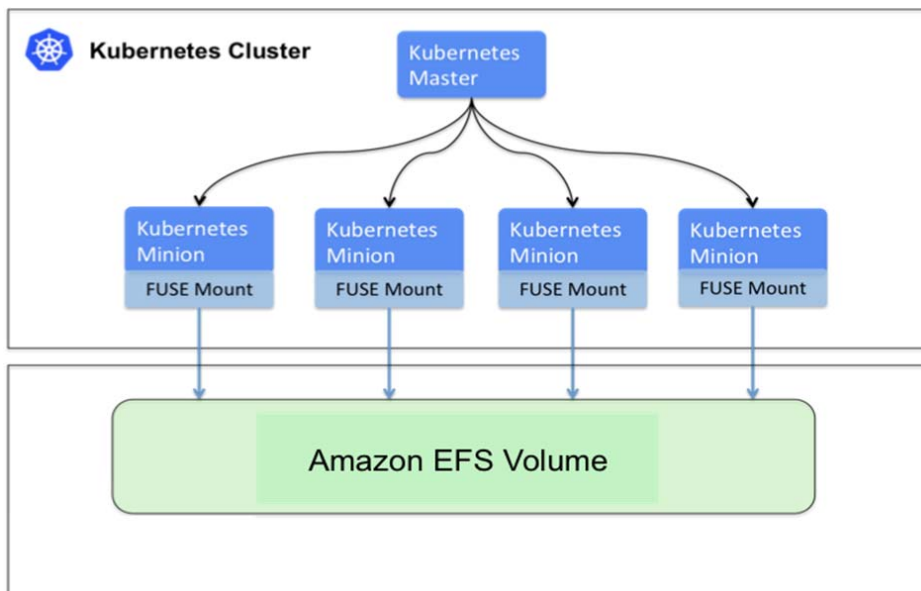 Kubernetes Cluster
Kubernetes
Master
Kubernetes
Minion
FUSE Mount
Kubernetes
Minion
FUSE Mount
Kubernetes
Minion
FUSE Mount
Kubernetes
Minion
FUSE Mount
Amazon EFS Volume